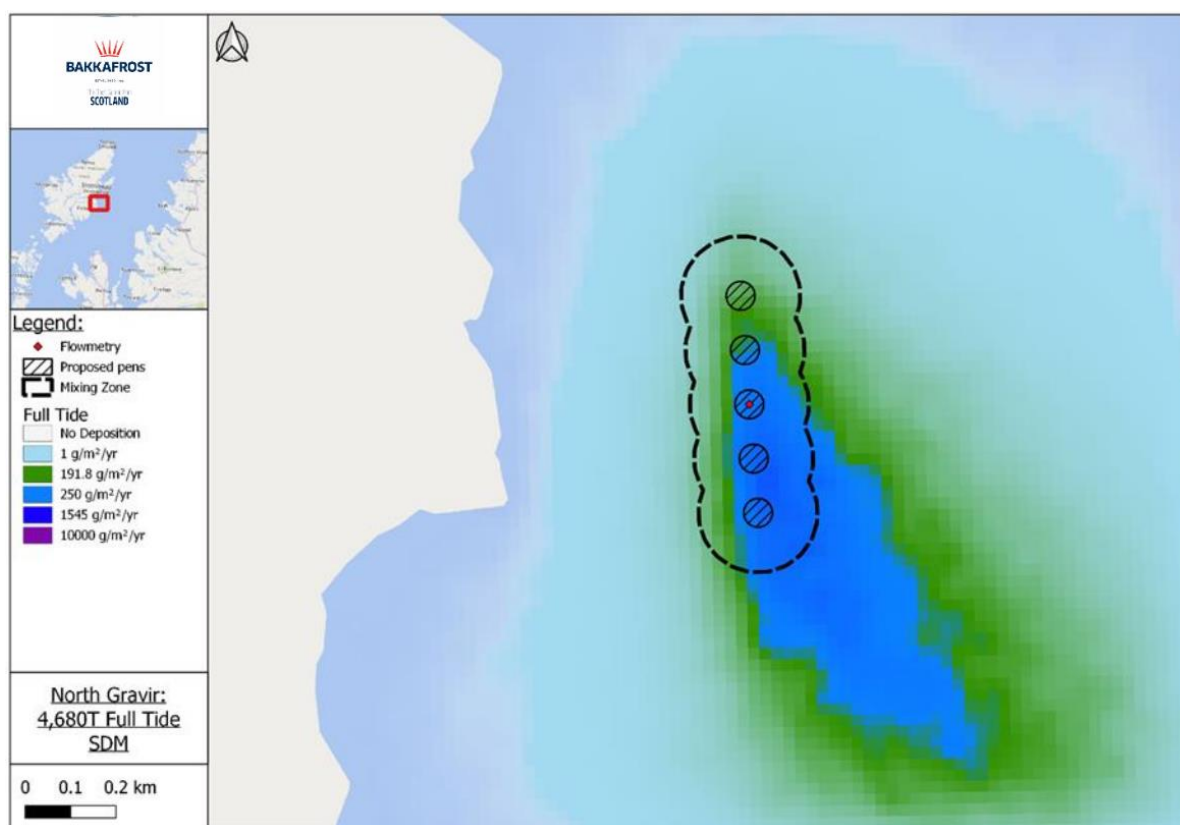 BAKKAFROST
SCOTLAND
Legend:
Flowmetry
Proposed pens
Mixing Zone
Full Tide
No Deposition
1 g/m²/yr
191.8 g/m²/yr
250 g/m²/yr
1545 g/m²/yr
10000 g/m²/yr
North Gravir:
4,680T Full Tide
SDM
0 0.1 0.2 km